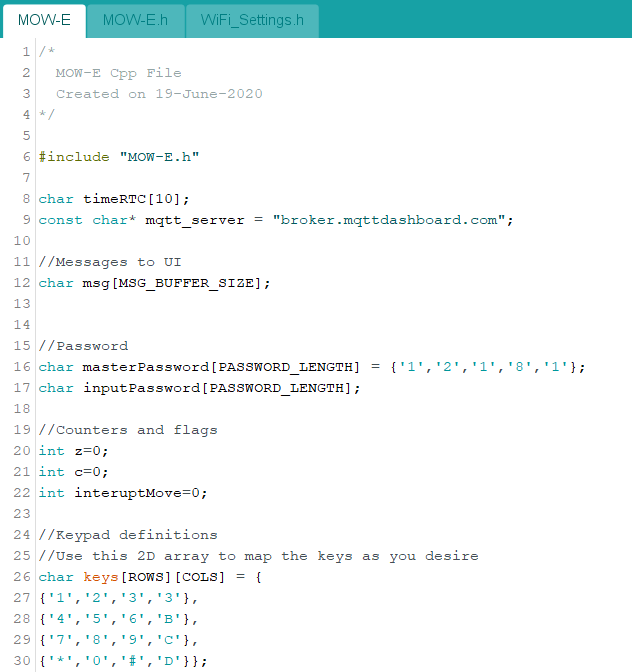 MOW-E MOW-E.h WiFi_Settings.h
1 /*
2 MOW-E Cpp File
3 Created on 19-June-2020
4 */
5
6 #include "MOW-E.h"
7
8 char timeRTC[10];
9 const char* mqtt_server = "broker.mqttdashboard.com";
10
11 //Messages to UI
12 char msg[MSG_BUFFER_SIZE];
13
14
15 //Password
16 char masterPassword[PASSWORD_LENGTH] = {'1','2','1','8','1'};
17 char inputPassword[PASSWORD_LENGTH];
18
19 //Counters and flags
20 int z=0;
21 int c=0;
22 int interuptMove=0;
23
24 //Keypad definitions
25 //Use this 2D array to map the keys as you desire
26 char keys[ROWS][COLS] = {
27 {'1','2','3','3'},
28 {'4','5','6','B'},
29 {'7','8','9','C'},
30 {'*','0','#','D'}};